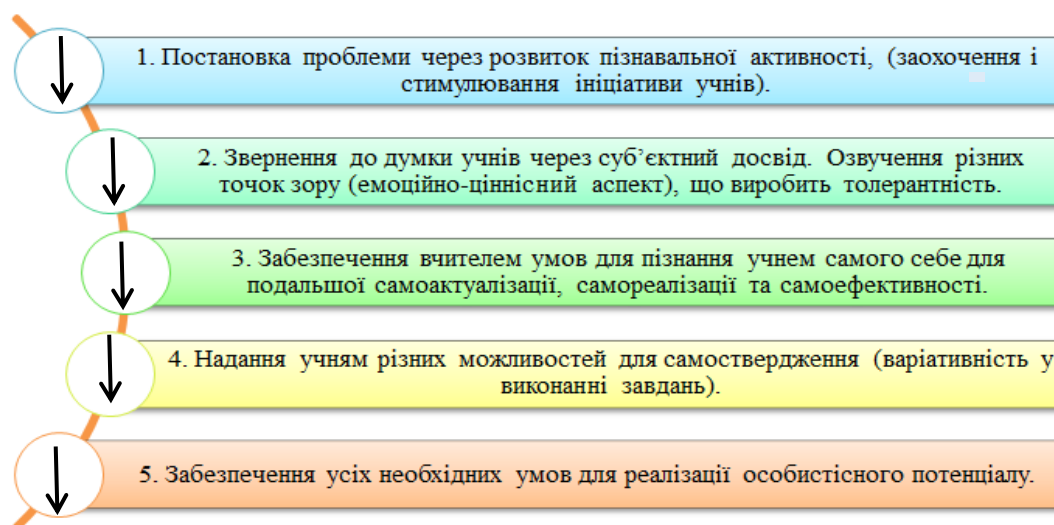 1. Постановка проблеми через розвиток пізнавальної активності, (заохочення і
стимулювання ініціативи учнів).
2. Звернення до думки учнів через суб’єктний досвід. Озвучення різних
точок зору (емоційно-ціннісний аспект), що виробить толерантність.
3. Забезпечення вчителем умов для пізнання учнем самого себе для
подальшої самоактуалізації, самореалізації та самоефективності.
4. Надання учням різних можливостей для самоствердження (варіативність у
виконанні завдань).
5. Забезпечення усіх необхідних умов для реалізації особистісного потенціалу.